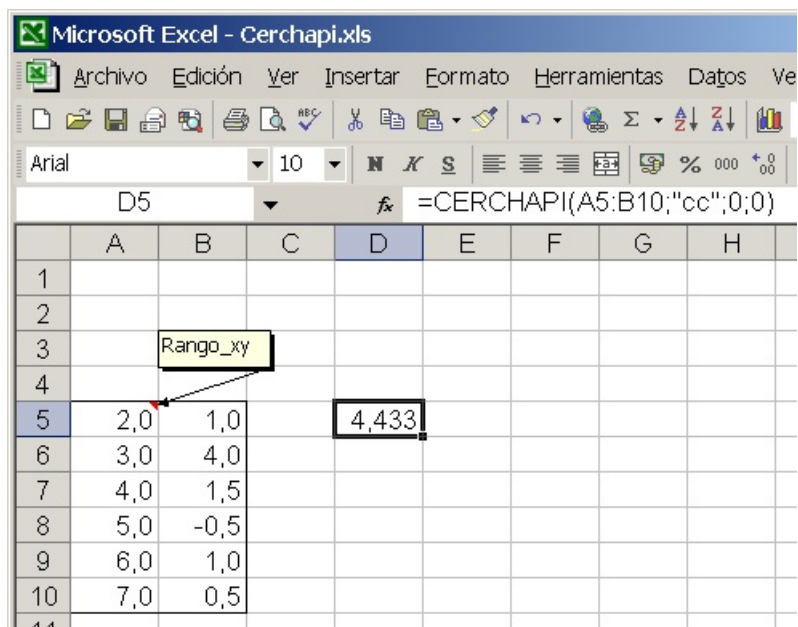 Microsoft Excel - Cerchapi.xls
Archivo Edición Ver Insertar Formato Herramientas Datos Ve
ABC Σ A Z Z A
Arial 10 N K S % 000
D5 fx =CERCHAPI(A5:B10;"cc";0;0)
A B C D E F G H
1
2
3 Rango_xy
4
5 2,0 1,0 4,433
6 3,0 4,0
7 4,0 1,5
8 5,0 -0,5
9 6,0 1,0
10 7,0 0,5